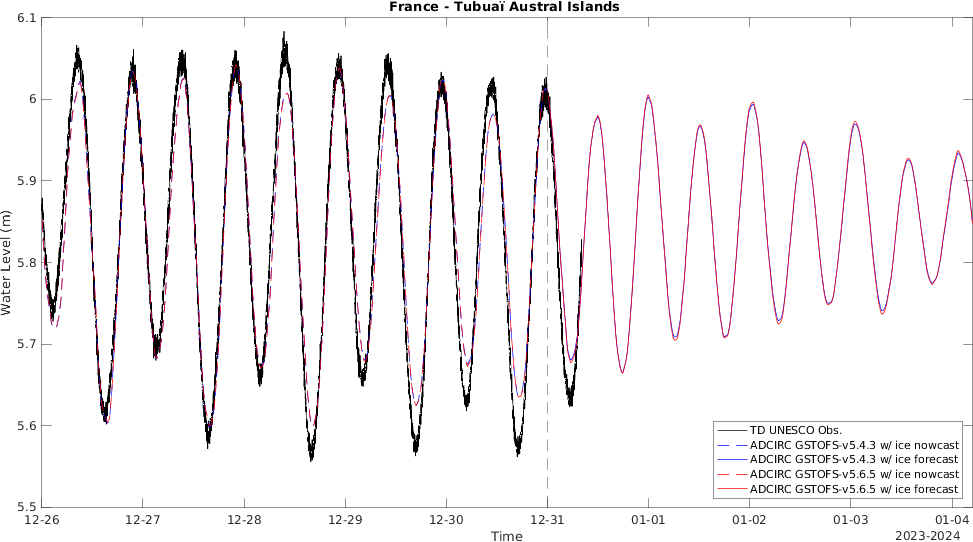 France - Tubuaï Austral Islands
6.1
6
5.9
5.8
5.7
5.6
5.5
Water Level (m)
TD UNESCO Obs.
ADCIRC GSTOFS-v5.4.3 w/ ice nowcast
ADCIRC GSTOFS-v5.4.3 w/ ice forecast
ADCIRC GSTOFS-v5.6.5 w/ ice nowcast
ADCIRC GSTOFS-v5.6.5 w/ ice forecast
12-26 12-27 12-28 12-29 12-30 12-31 01-01 01-02 01-03 01-04
Time
2023-2024